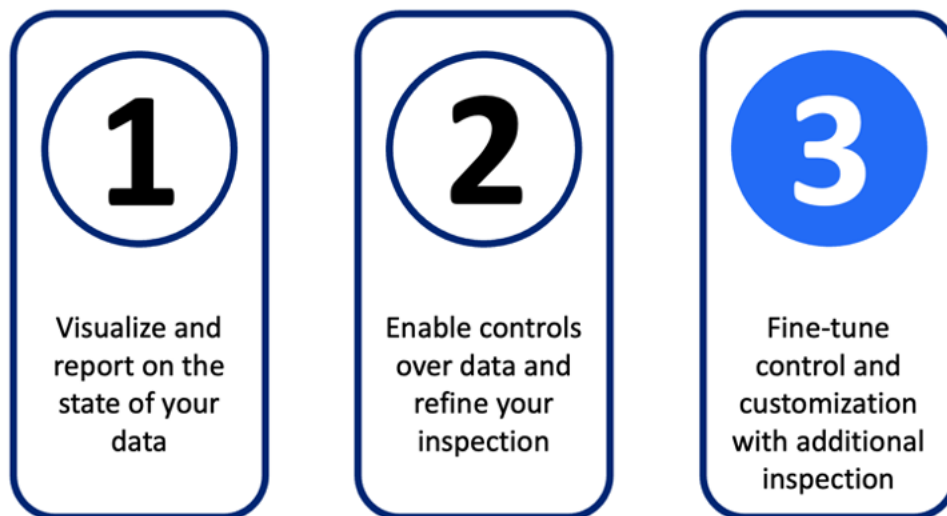 1
Visualize and
report on the
state of your
data
2
Enable controls
over data and
refine your
inspection
3
Fine-tune
control and
customization
with additional
inspection